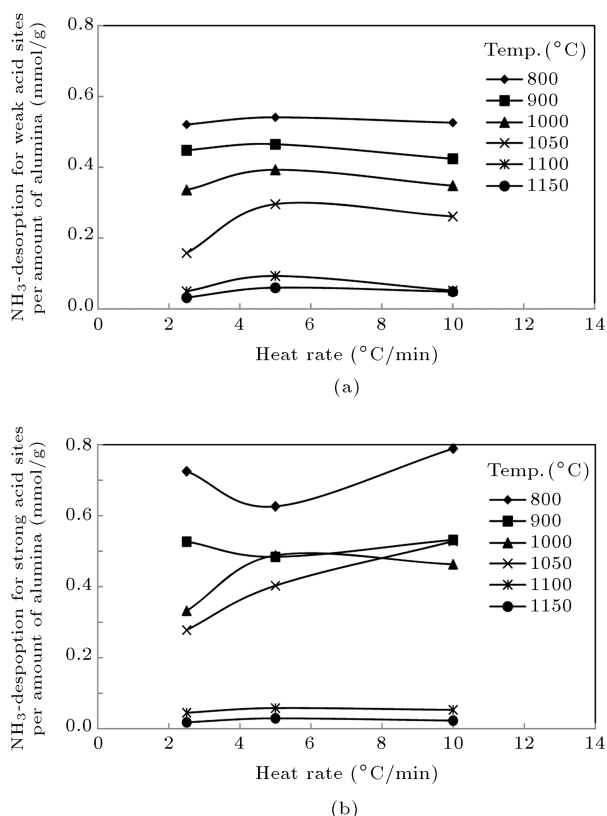 NH3-desorption for weak acid sites
per amount of alumina (mmol/g)
0.8
0.6
0.4
0.2
0.0
0 2 4 6 8 10 12 14
Heat rate (°C/min)
Temp.(°C)
800
900
1000
1050
1100
1150
(a)
NH3-despoption for strong acid sites
per amount of alumina (mmol/g)
0.8
0.6
0.4
0.2
0.0
0 2 4 6 8 10 12 14
Heat rate (°C/min)
Temp.(°C)
800
900
1000
1050
1100
1150
(b)